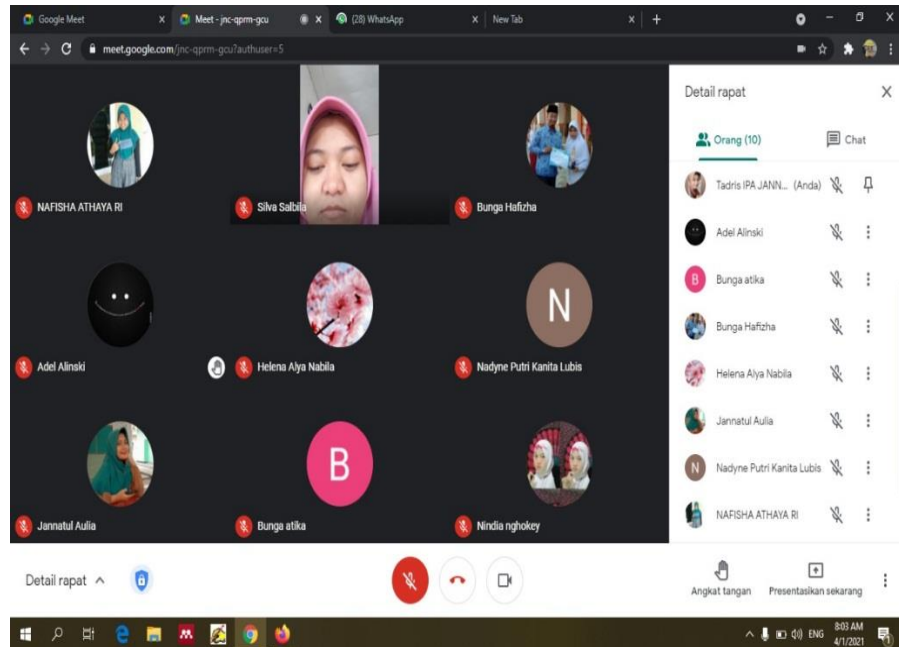 Google Meet
Meet - jnc-qprm-gcu
(28) WhatsApp
New Tab
meet.google.com/jnc-qprm-gcu?authuser=5
NAFISHA ATHAYA RI
Silva Salbila
Bunga Hafizha
Adel Alinski
Helena Alya Nabila
N
Nadyne Putri Kanita Lubis
Jannatul Aulia
B
Bunga atika
Nindia nghokey
Detail rapat
Orang (10)
Chat
Tadris IPA JANN... (Anda)
Adel Alinski
B
Bunga atika
Bunga Hafizha
Helena Alya Nabila
Jannatul Aulia
N
Nadyne Putri Kanita Lubis
NAFISHA ATHAYA RI
Detail rapat
Angkat tangan
Presentasikan sekarang
ENG
8:03 AM
4/1/2021